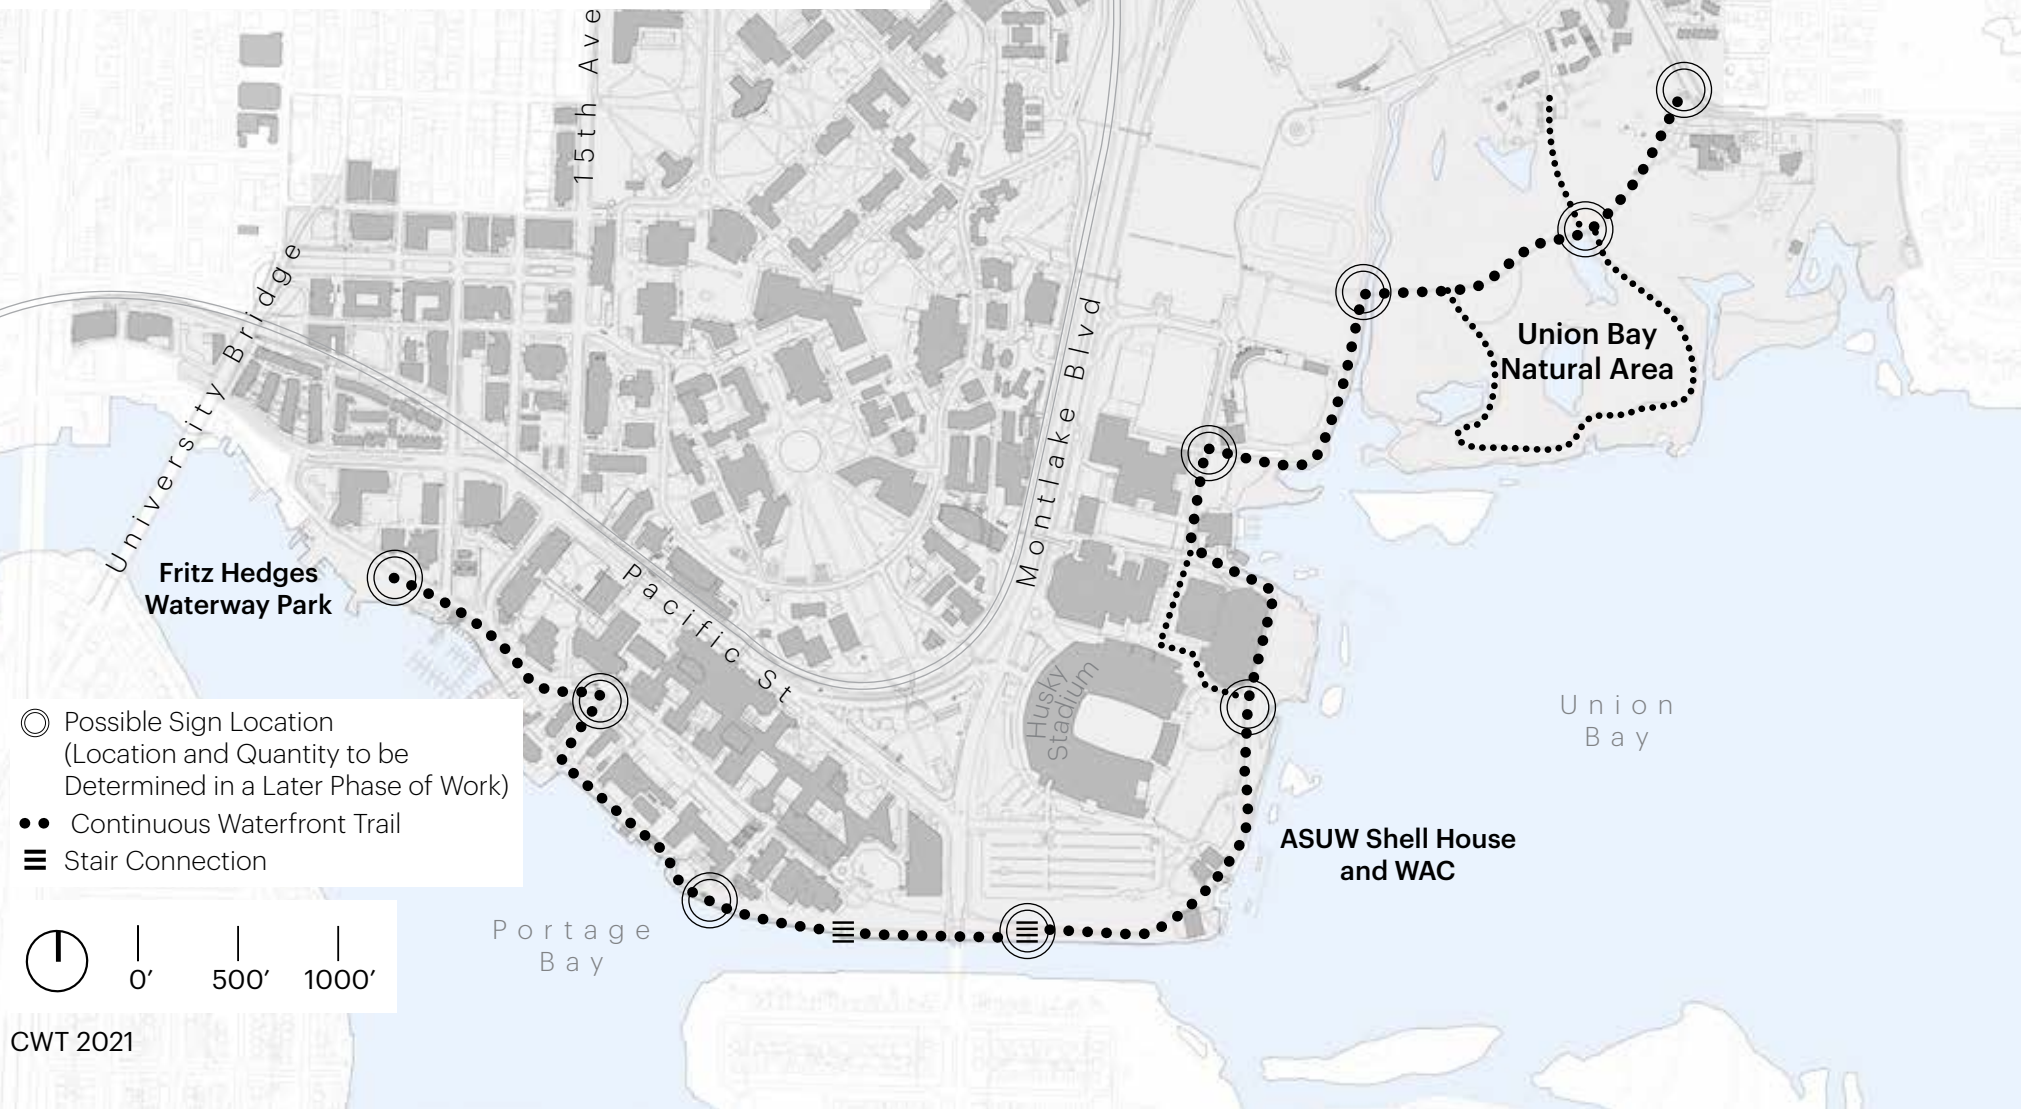 15th Ave
University Bridge
Montlake Blvd
Union Bay
Natural Area
Fritz Hedges
Waterway Park
Pacific St
Husky
Stadium
Union
Bay
Possible Sign Location
(Location and Quantity to be
Determined in a Later Phase of Work)
Continuous Waterfront Trail
Stair Connection
ASUW Shell House
and WAC
Portage
Bay
0′ 500′ 1000′
CWT 2021